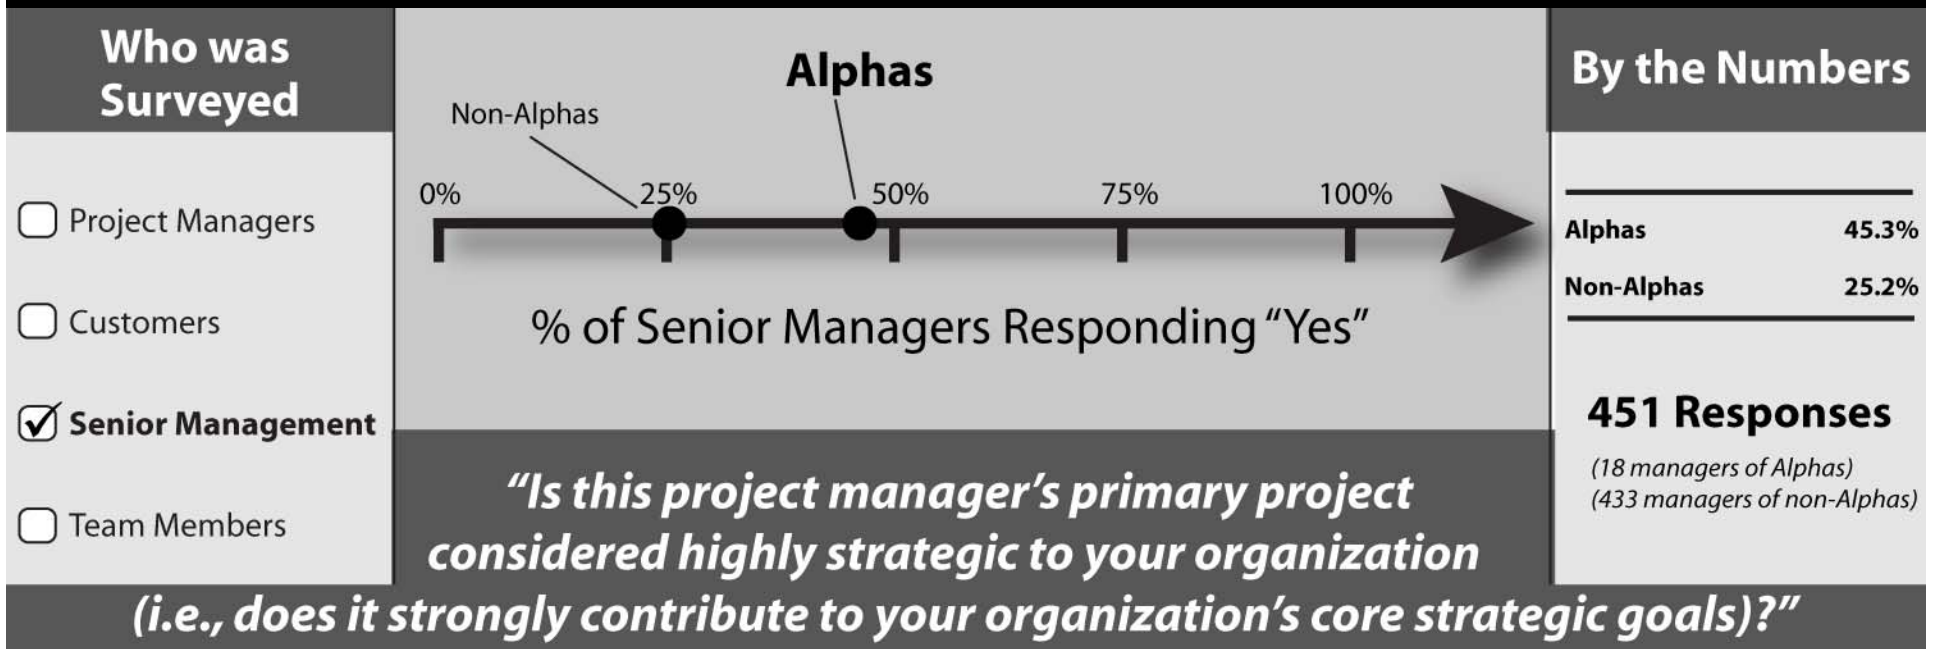 Who was
Surveyed
Project Managers
Customers
Senior Management
Team Members
Alphas
Non-Alphas
0% 25% 50% 75% 100%
% of Senior Managers Responding “Yes”
“Is this project manager’s primary project
considered highly strategic to your organization
(i.e., does it strongly contribute to your organization’s core strategic goals)?”
By the Numbers
Alphas 45.3%
Non-Alphas 25.2%
451 Responses
(18 managers of Alphas)
(433 managers of non-Alphas)